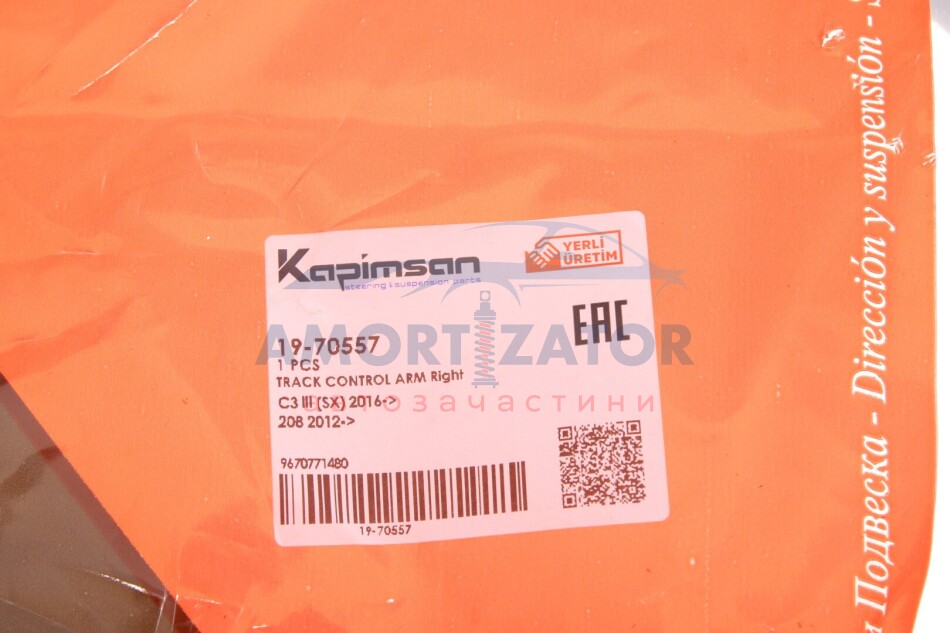 Kapimsan
steering & suspension parts
YERLİ
ÜRETİM
EAC
AMORTIZATOR
автозачастини
19-70557
1 PCS
TRACK CONTROL ARM Right
C3 III (SX) 2016->
208 2012->
9670771480
19-70557
и Подвеска - Dirección y suspensión -